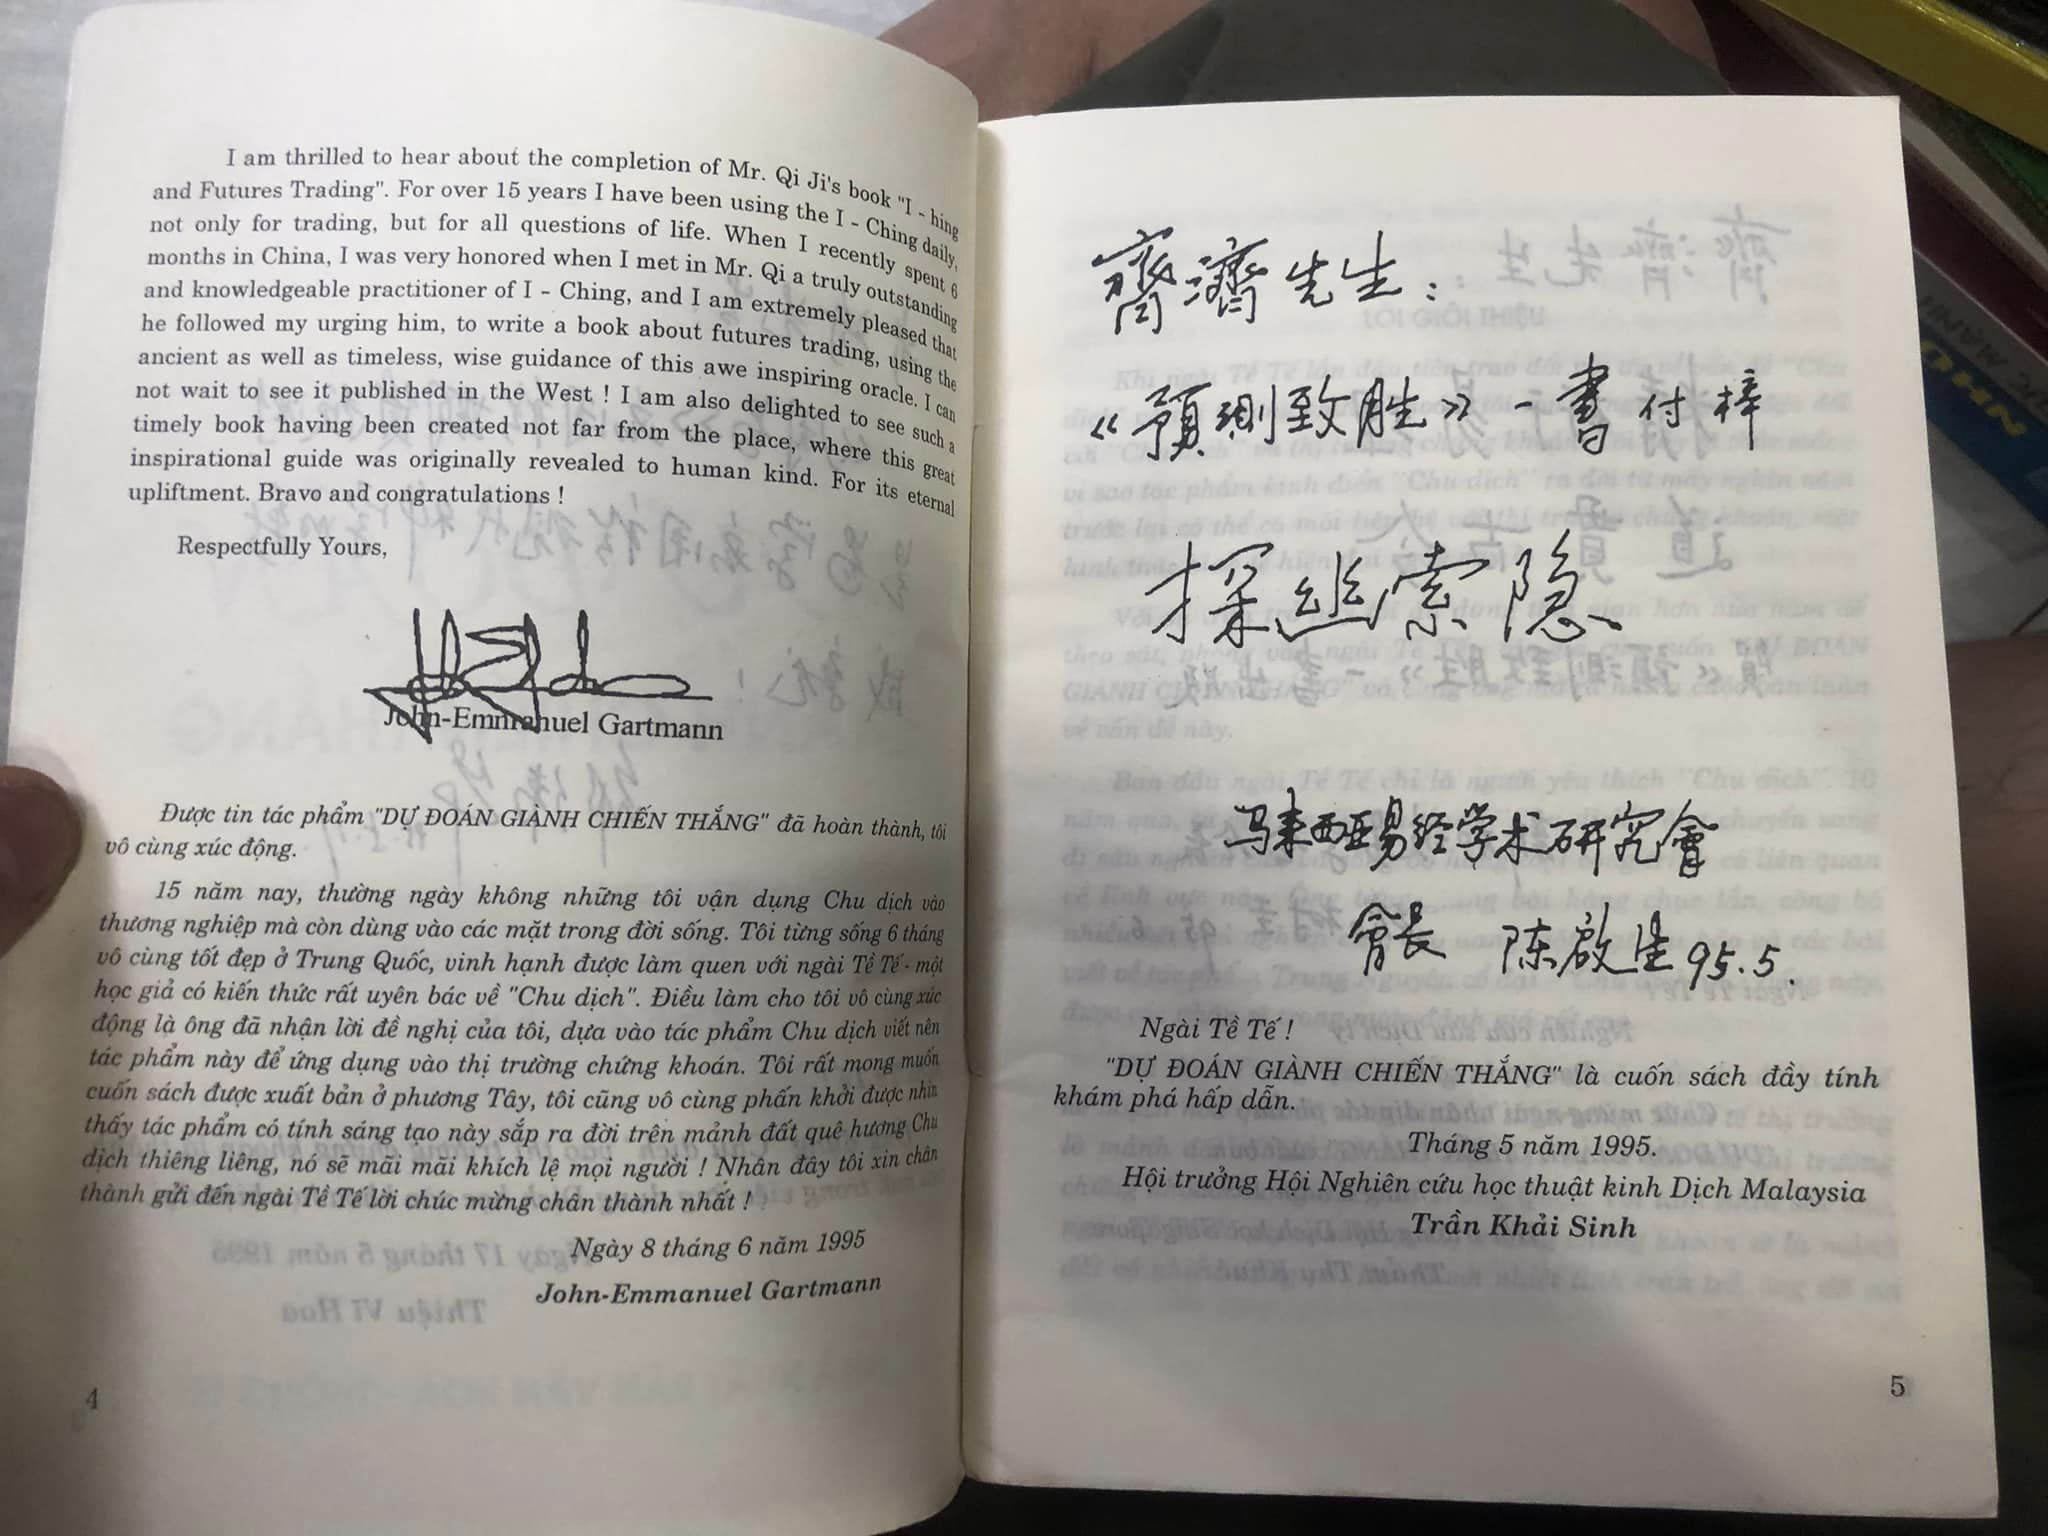 I am thrilled to hear about the completion of Mr. Qi Ji's book "I - hing
and Futures Trading". For over 15 years I have been using the I - Ching daily,
not only for trading, but for all questions of life. When I recently spent 6
months in China, I was very honored when I met in Mr. Qi a truly outstanding
and knowledgeable practitioner of I - Ching, and I am extremely pleased that
he followed my urging him, to write a book about futures trading, using the
ancient as well as timeless, wise guidance of this awe inspiring oracle. I can
not wait to see it published in the West ! I am also delighted to see such a
timely book having been created not far from the place, where this great
inspirational guide was originally revealed to human kind. For its eternal
upliftment. Bravo and congratulations !
Respectfully Yours,
John-Emmanuel Gartmann
Được tin tác phẩm "DỰ ĐOÁN GIÀNH CHIẾN THẮNG" đã hoàn thành, tôi
vô cùng xúc động.
15 năm nay, thường ngày không những tôi vận dụng Chu dịch vào
thương nghiệp mà còn dùng vào các mặt trong đời sống. Tôi từng sống 6 tháng
vô cùng tốt đẹp ở Trung Quốc, vinh hạnh được làm quen với ngài Tề Tế - một
học giả có kiến thức rất uyên bác về "Chu dịch". Điều làm cho tôi vô cùng xúc
động là ông đã nhận lời đề nghị của tôi, dựa vào tác phẩm Chu dịch viết nên
tác phẩm này để ứng dụng vào thị trường chứng khoán. Tôi rất mong muốn
cuốn sách được xuất bản ở phương Tây, tôi cũng vô cùng phấn khởi được nhìn
thấy tác phẩm có tính sáng tạo này sắp ra đời trên mảnh đất quê hương Chu
dịch thiêng liêng, nó sẽ mãi mãi khích lệ mọi người ! Nhân đây tôi xin chân
thành gửi đến ngài Tề Tế lời chúc mừng chân thành nhất !
Ngày 8 tháng 6 năm 1995
John-Emmanuel Gartmann
4
齊濟先生:
《預測致胜》一書付梓
探幽索隐
马来西亚易经学术研究會
會長 陈啟生 95.5.
Ngài Tề Tế !
"DỰ ĐOÁN GIÀNH CHIẾN THẮNG" là cuốn sách đầy tính
khám phá hấp dẫn.
Tháng 5 năm 1995.
Hội trưởng Hội Nghiên cứu học thuật kinh Dịch Malaysia
Trần Khải Sinh
5